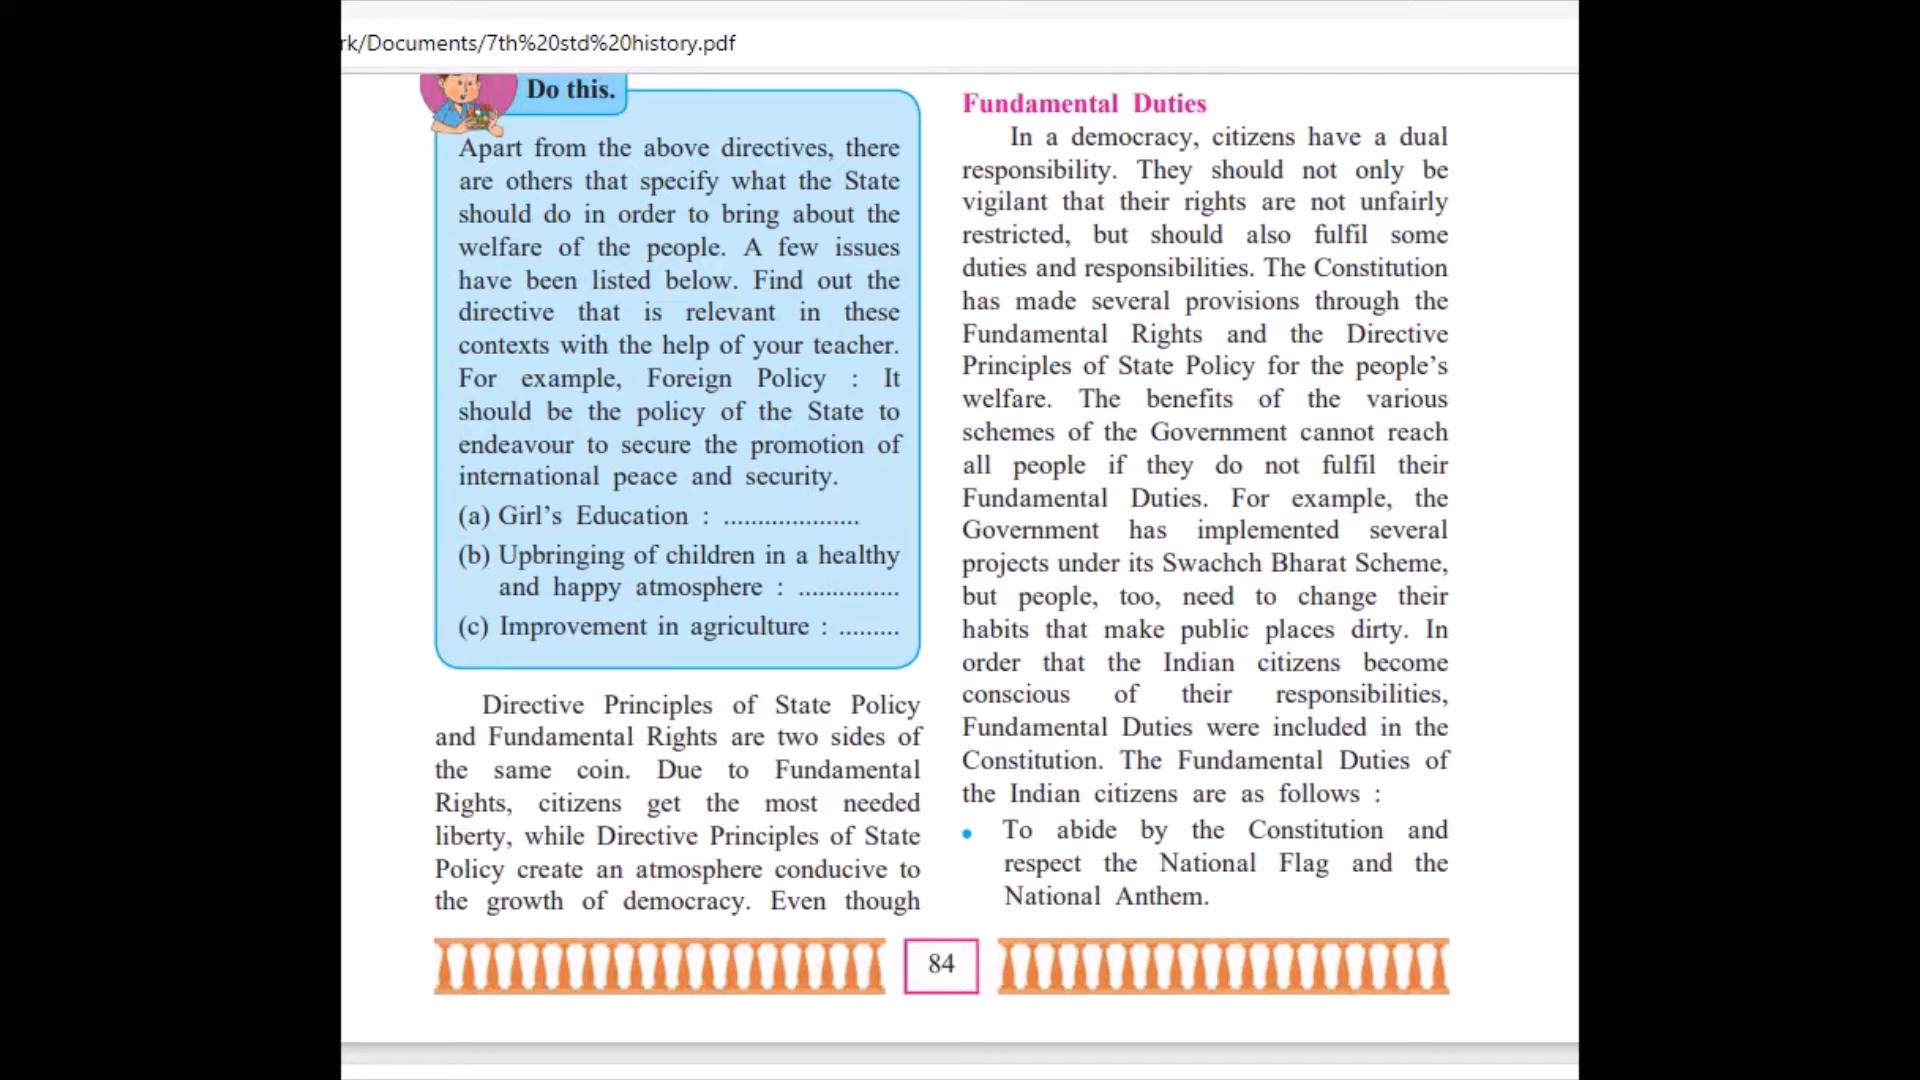 rk/Documents/7th%20std%20history.pdf
Do this.
Apart from the above directives, there
are others that specify what the State
should do in order to bring about the
welfare of the people. A few issues
have been listed below. Find out the
directive that is relevant in these
contexts with the help of your teacher.
For example, Foreign Policy : It
should be the policy of the State to
endeavour to secure the promotion of
international peace and security.
(a) Girl's Education : ....................
(b) Upbringing of children in a healthy
and happy atmosphere : ...............
(c) Improvement in agriculture : .........
Directive Principles of State Policy
and Fundamental Rights are two sides of
the same coin. Due to Fundamental
Rights, citizens get the most needed
liberty, while Directive Principles of State
Policy create an atmosphere conducive to
the growth of democracy. Even though
Fundamental Duties
In a democracy, citizens have a dual
responsibility. They should not only be
vigilant that their rights are not unfairly
restricted, but should also fulfil some
duties and responsibilities. The Constitution
has made several provisions through the
Fundamental Rights and the Directive
Principles of State Policy for the people's
welfare. The benefits of the various
schemes of the Government cannot reach
all people if they do not fulfil their
Fundamental Duties. For example, the
Government has implemented several
projects under its Swachch Bharat Scheme,
but people, too, need to change their
habits that make public places dirty. In
order that the Indian citizens become
conscious of their responsibilities,
Fundamental Duties were included in the
Constitution. The Fundamental Duties of
the Indian citizens are as follows :
• To abide by the Constitution and
respect the National Flag and the
National Anthem.
84